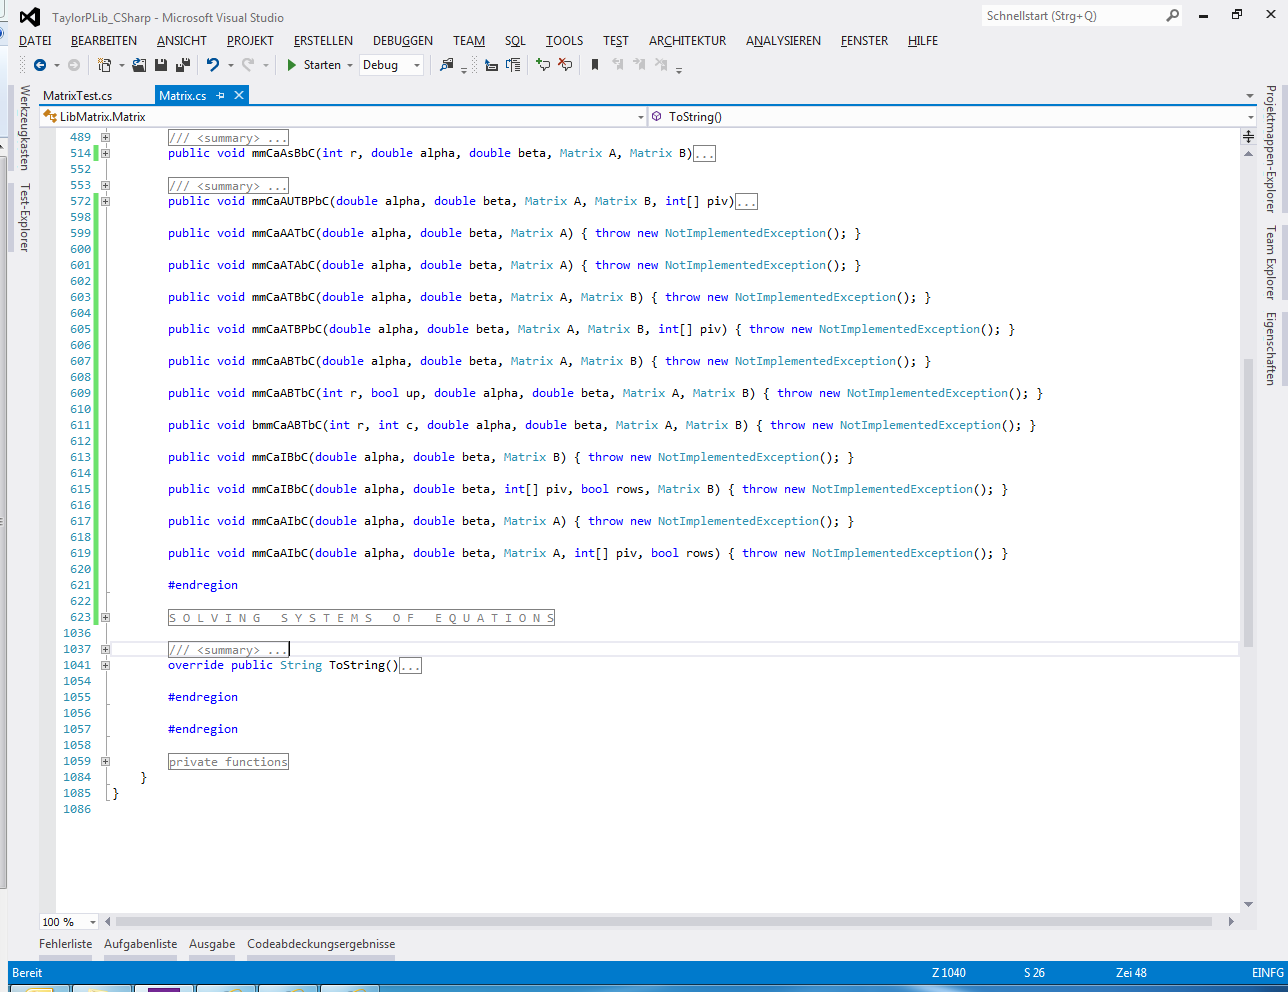 TaylorPLib_CSharp - Microsoft Visual Studio
Schnellstart (Strg+Q)
DATEI BEARBEITEN ANSICHT PROJEKT ERSTELLEN DEBUGGEN TEAM SQL TOOLS TEST ARCHITEKTUR ANALYSIEREN FENSTER HILFE
Starten Debug
Werkzeugkasten
Test-Explorer
MatrixTest.cs Matrix.cs
LibMatrix.Matrix ToString()
489 /// <summary> ...
514 public void mmCaAsBbC(int r, double alpha, double beta, Matrix A, Matrix B)...
552
553 /// <summary> ...
572 public void mmCaAUTBPbC(double alpha, double beta, Matrix A, Matrix B, int[] piv)...
598
599 public void mmCaAATbC(double alpha, double beta, Matrix A) { throw new NotImplementedException(); }
600
601 public void mmCaATAbC(double alpha, double beta, Matrix A) { throw new NotImplementedException(); }
602
603 public void mmCaATBbC(double alpha, double beta, Matrix A, Matrix B) { throw new NotImplementedException(); }
604
605 public void mmCaATBPbC(double alpha, double beta, Matrix A, Matrix B, int[] piv) { throw new NotImplementedException(); }
606
607 public void mmCaABTbC(double alpha, double beta, Matrix A, Matrix B) { throw new NotImplementedException(); }
608
609 public void mmCaABTbC(int r, bool up, double alpha, double beta, Matrix A, Matrix B) { throw new NotImplementedException(); }
610
611 public void bmmCaABTbC(int r, int c, double alpha, double beta, Matrix A, Matrix B) { throw new NotImplementedException(); }
612
613 public void mmCaIBbC(double alpha, double beta, Matrix B) { throw new NotImplementedException(); }
614
615 public void mmCaIBbC(double alpha, double beta, int[] piv, bool rows, Matrix B) { throw new NotImplementedException(); }
616
617 public void mmCaAIbC(double alpha, double beta, Matrix A) { throw new NotImplementedException(); }
618
619 public void mmCaAIbC(double alpha, double beta, Matrix A, int[] piv, bool rows) { throw new NotImplementedException(); }
620
621 #endregion
622
623 S O L V I N G   S Y S T E M S   O F   E Q U A T I O N S
1036
1037 /// <summary> ...
1041 override public String ToString()...
1054
1055 #endregion
1056
1057 #endregion
1058
1059 private functions
1084 }
1085 }
1086
Projektmappen-Explorer
Team Explorer
Eigenschaften
100 %
Fehlerliste Aufgabenliste Ausgabe Codeabdeckungsergebnisse
Bereit Z 1040 S 26 Zei 48 EINFG